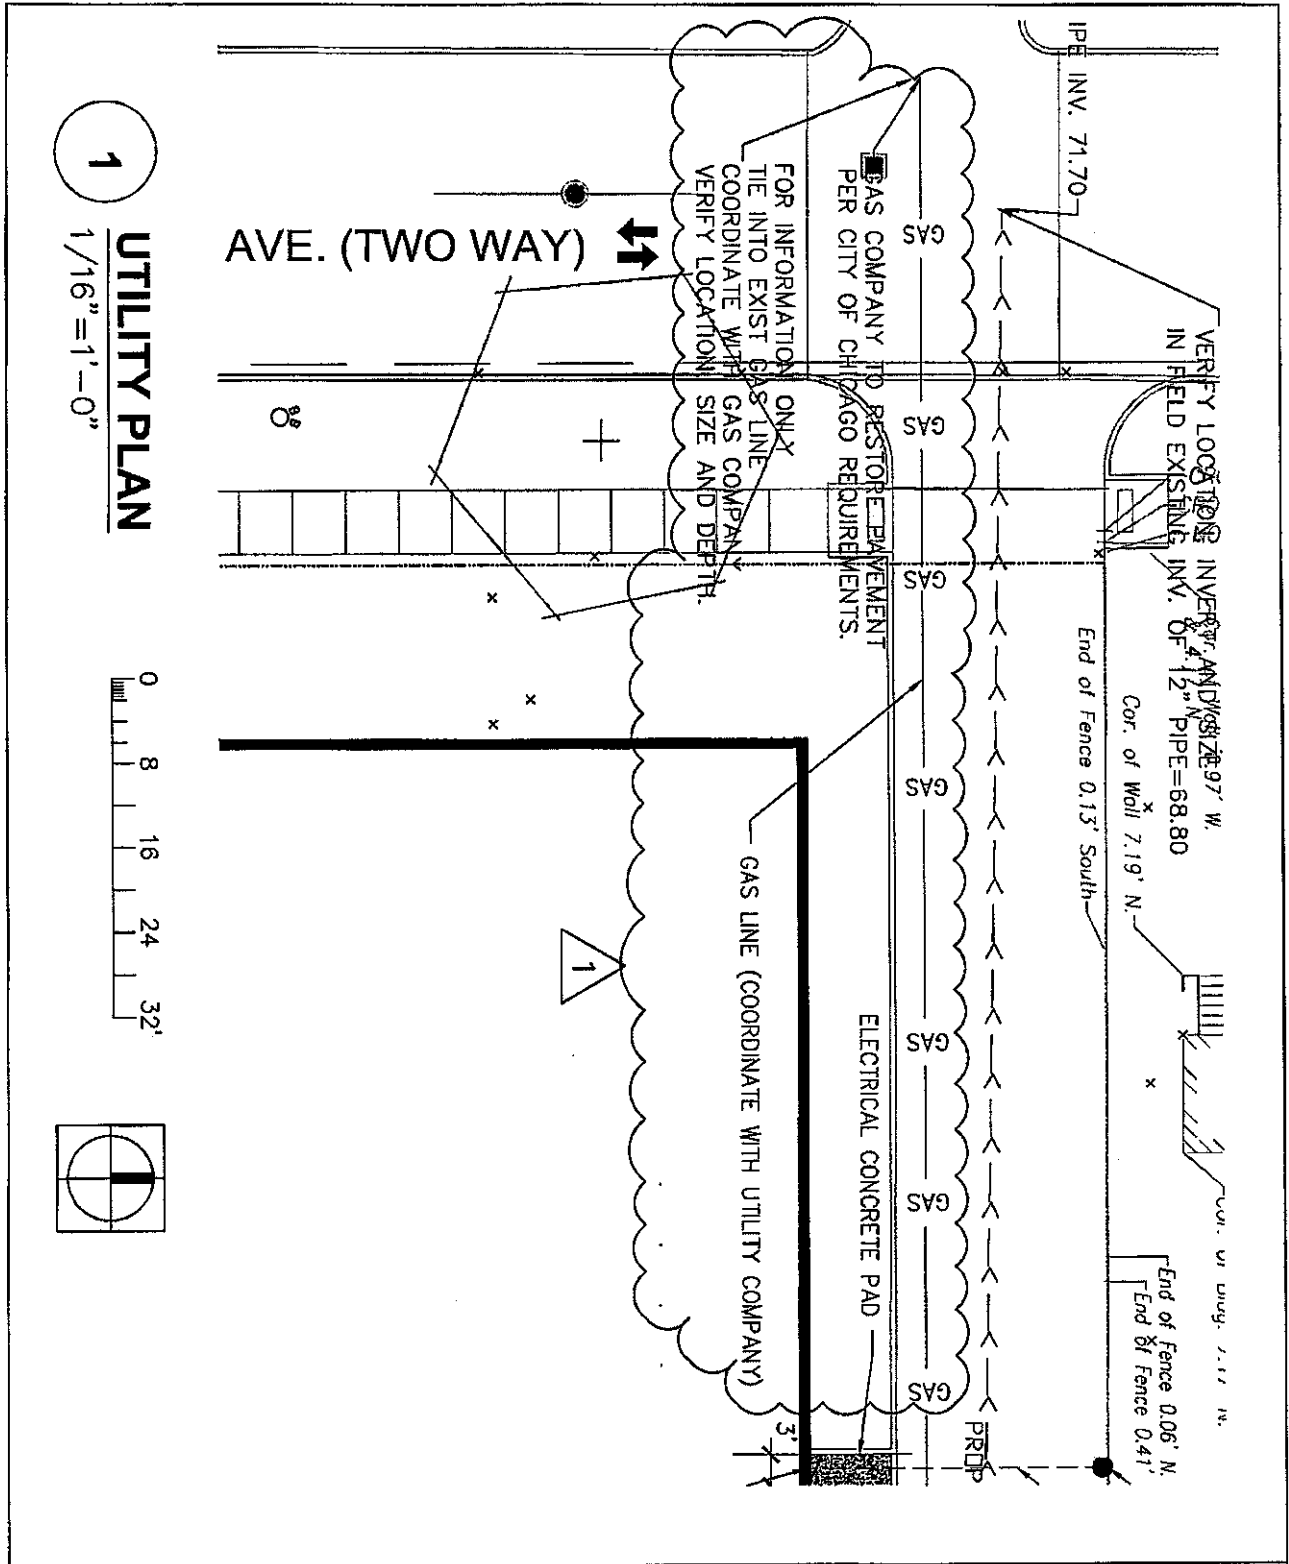 IPE INV. 71.70
VERIFY LOCATION, INVERT, AND SIZE
IN FIELD EXISTING INV. OF 12" PIPE=68.80
Cor. of Wall 7.19' N.
End of Fence 0.13' South
End of Fence 0.06' N.
End of Fence 0.41'
GAS
GAS
GAS
GAS
GAS
GAS
GAS
PROP
GAS COMPANY TO RESTORE PAVEMENT
PER CITY OF CHICAGO REQUIREMENTS.
ELECTRICAL CONCRETE PAD
3'
FOR INFORMATION ONLY
TIE INTO EXIST GAS LINE
COORDINATE WITH GAS COMPANY
VERIFY LOCATION SIZE AND DEPTH.
GAS LINE (COORDINATE WITH UTILITY COMPANY)
1
AVE. (TWO WAY)
1
UTILITY PLAN
1/16"=1'-0"
0 8 16 24 32'